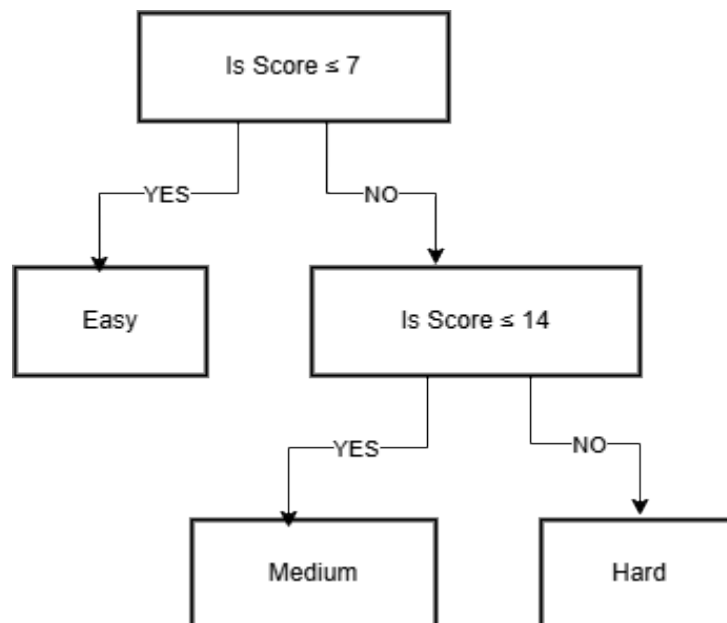 Is Score ≤ 7
YES
NO
Easy
Is Score ≤ 14
YES
NO
Medium
Hard